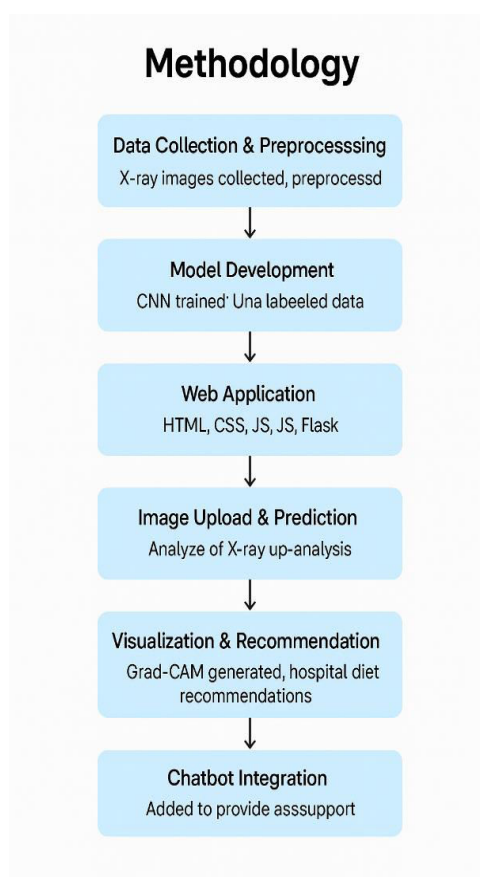 Methodology
Data Collection & Preprocesssing
X-ray images collected, preprocessd
Model Development
CNN trained· Una labeeled data
Web Application
HTML, CSS, JS, JS, Flask
Image Upload & Prediction
Analyze of X-ray up-analysis
Visualization & Recommendation
Grad-CAM generated, hospital diet
recommendations
Chatbot Integration
Added to provide asssupport